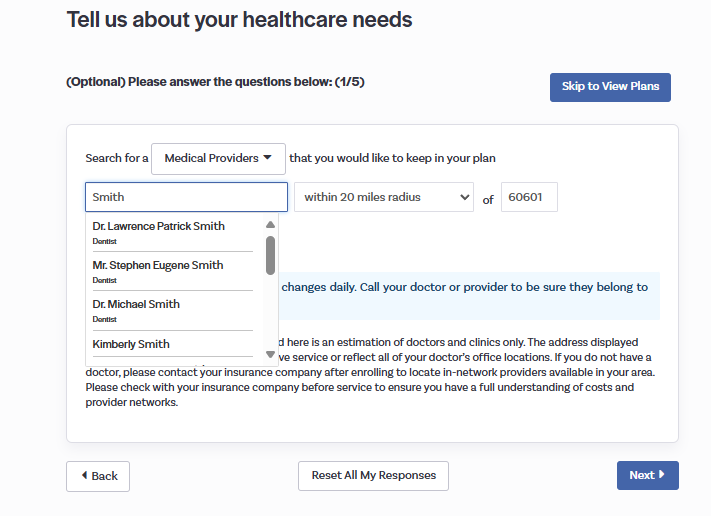 Tell us about your healthcare needs
(Optional) Please answer the questions below: (1/5)
Skip to View Plans
Search for a Medical Providers that you would like to keep in your plan
Smith within 20 miles radius of 60601
Dr. Lawrence Patrick Smith
Dentist
Mr. Stephen Eugene Smith
Dentist
Dr. Michael Smith
Dentist
Kimberly Smith
changes daily. Call your doctor or provider to be sure they belong to
d here is an estimation of doctors and clinics only. The address displayed
ve service or reflect all of your doctor's office locations. If you do not have a
doctor, please contact your insurance company after enrolling to locate in-network providers available in your area.
Please check with your insurance company before service to ensure you have a full understanding of costs and
provider networks.
Back
Reset All My Responses
Next